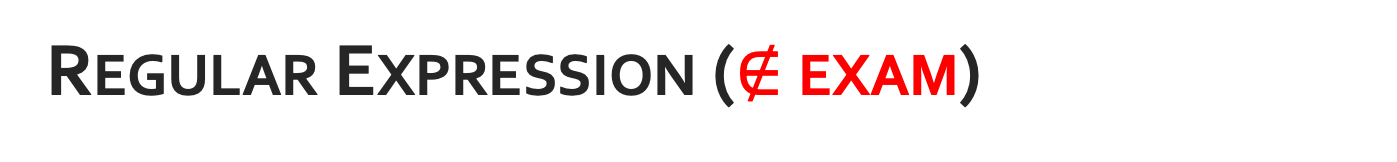 REGULAR EXPRESSION (∉ EXAM)